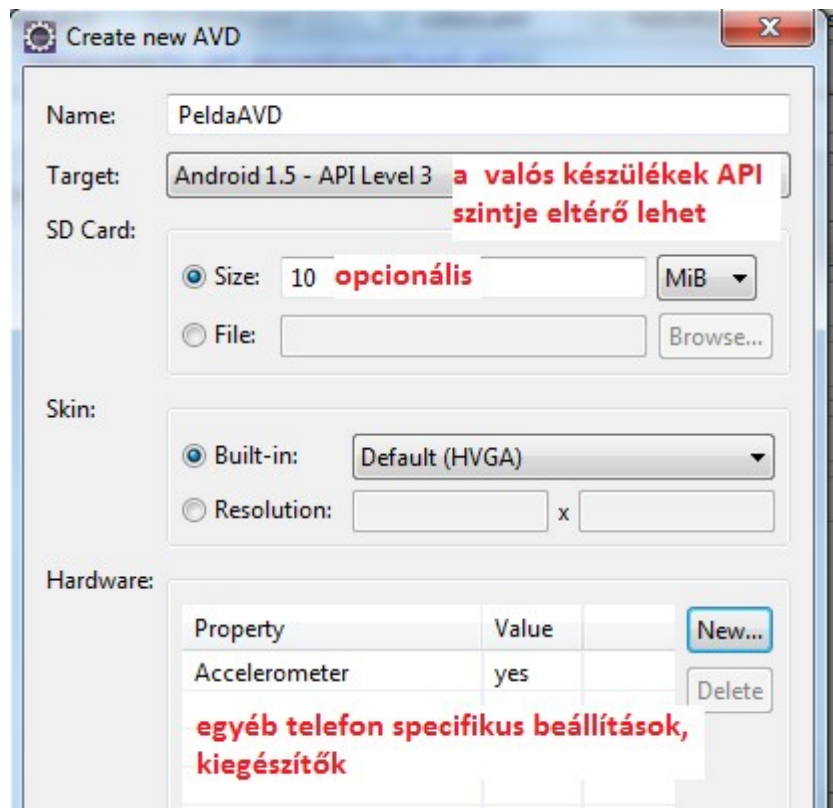 Create new AVD
Name: PeldaAVD
Target: Android 1.5 - API Level 3 a valós készülékek API
szintje eltérő lehet
SD Card:
Size: 10 opcionális MiB
File: Browse...
Skin:
Built-in: Default (HVGA)
Resolution: x
Hardware:
Property Value New...
Accelerometer yes
Delete
egyéb telefon specifikus beállítások,
kiegészítők